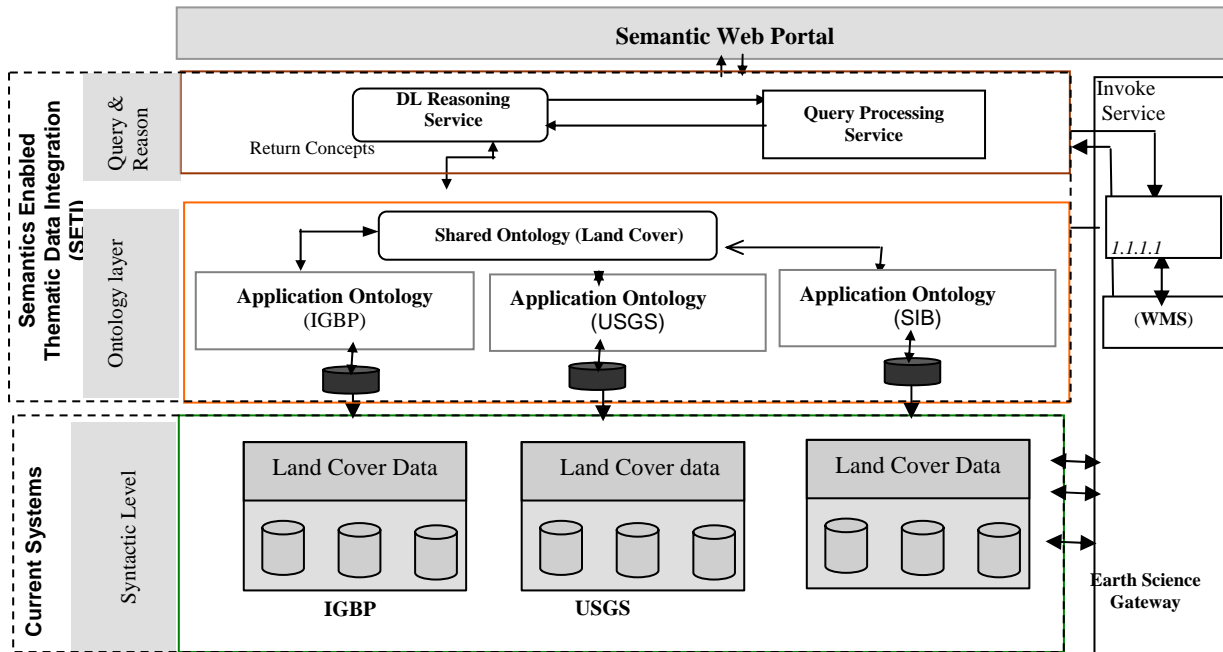 Semantic Web Portal
Semantics Enabled
Thematic Data Integration
(SETI)
Query &
Reason
DL Reasoning
Service
Query Processing
Service
Return Concepts
Invoke
Service
Ontology layer
Shared Ontology (Land Cover)
Application Ontology
(IGBP)
Application Ontology
(USGS)
Application Ontology
(SIB)
1.1.1.1
(WMS)
Current Systems
Syntactic Level
Land Cover Data
Land Cover data
Land Cover Data
IGBP
USGS
Earth Science
Gateway